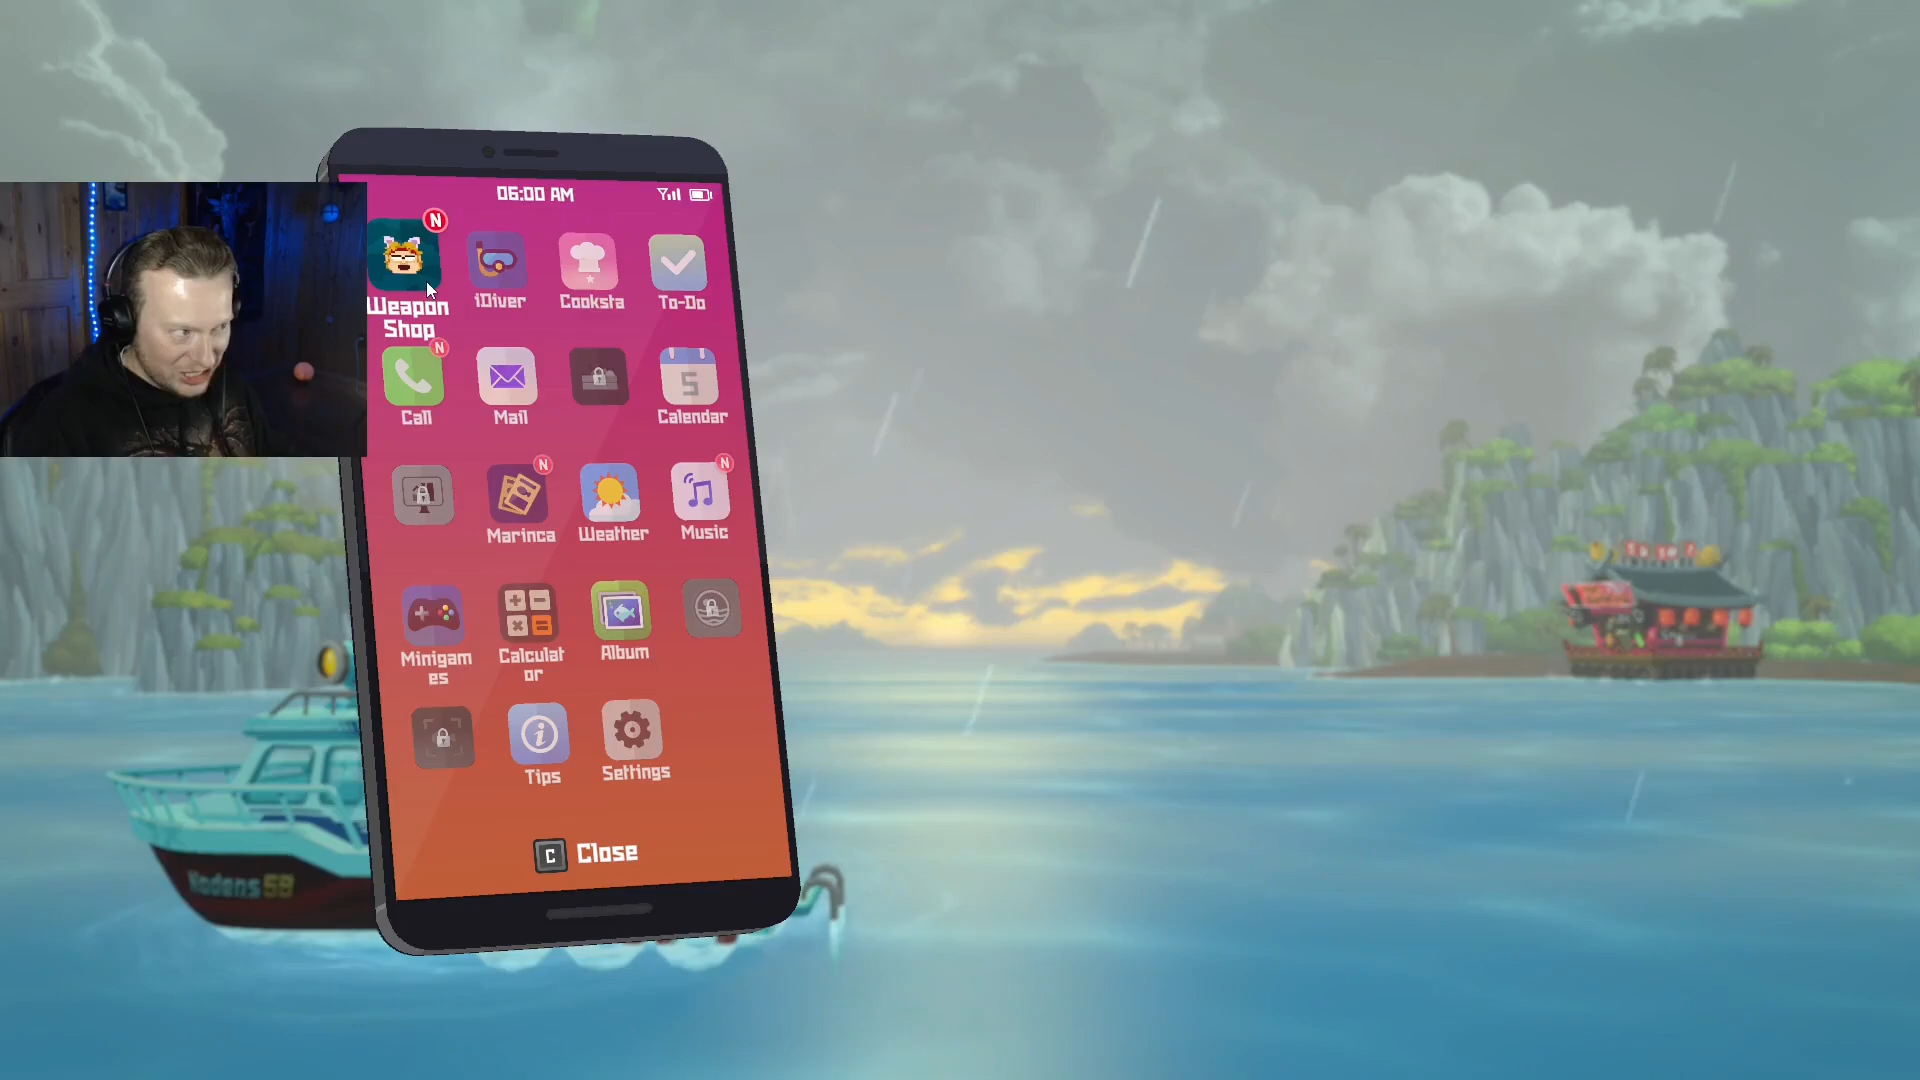 06:00 AM
N
Weapon
Shop
iDiver
Cooksta
To-Do
N
Call
Mail
5
Calendar
N
Marinca
Weather
N
Music
Minigam
es
Calculat
or
Album
i
Tips
Settings
C Close
Nadens58